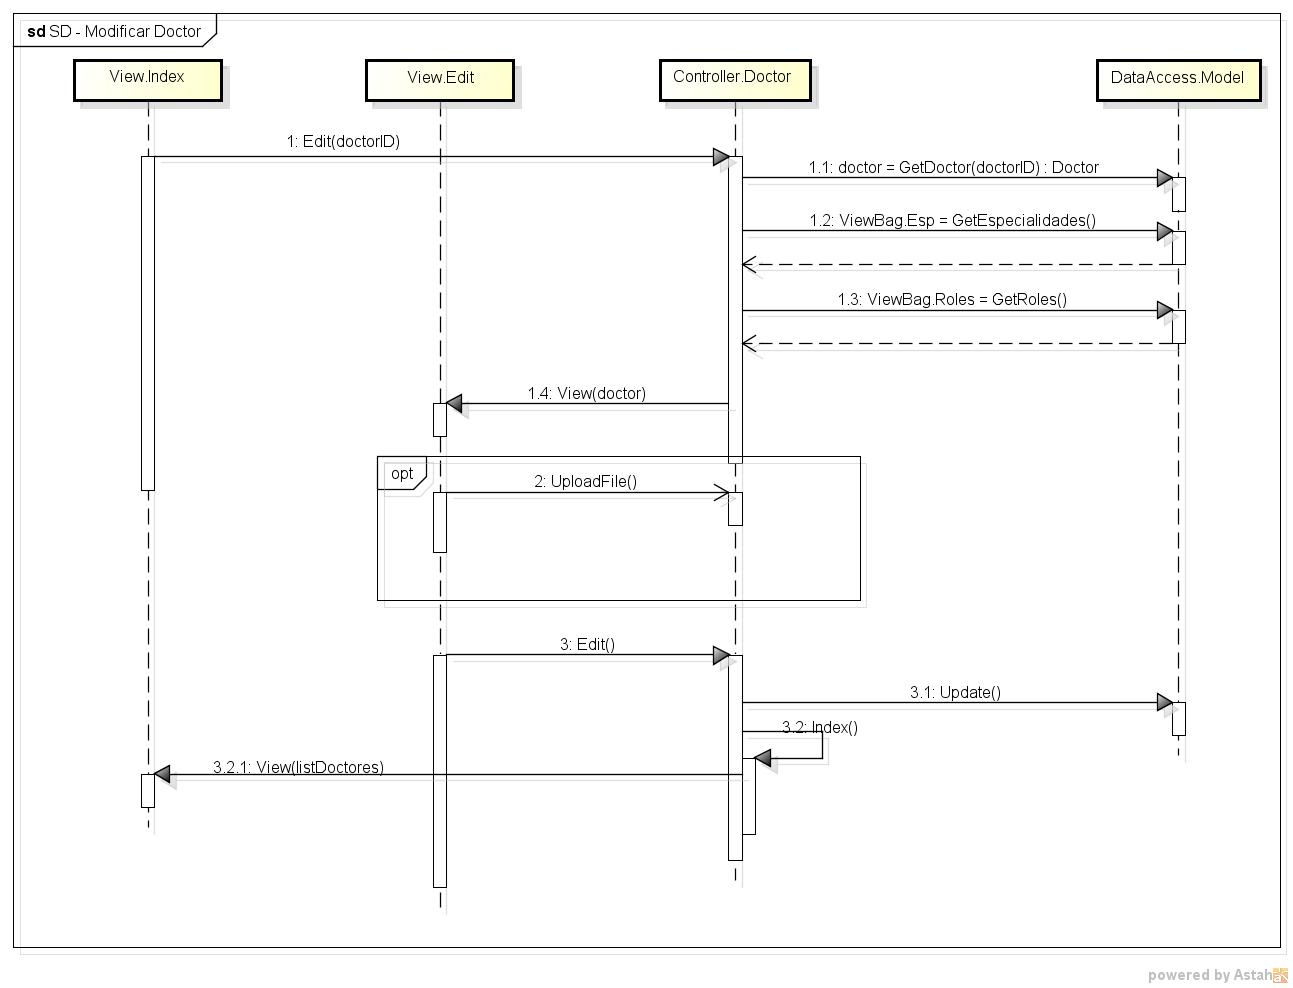 sd SD - Modificar Doctor
View.Index
View.Edit
Controller.Doctor
DataAccess.Model
1: Edit(doctorID)
1.1: doctor = GetDoctor(doctorID) : Doctor
1.2: ViewBag.Esp = GetEspecialidades()
1.3: ViewBag.Roles = GetRoles()
1.4: View(doctor)
opt
2: UploadFile()
3: Edit()
3.1: Update()
3.2: Index()
3.2.1: View(listDoctores)
powered by Astah